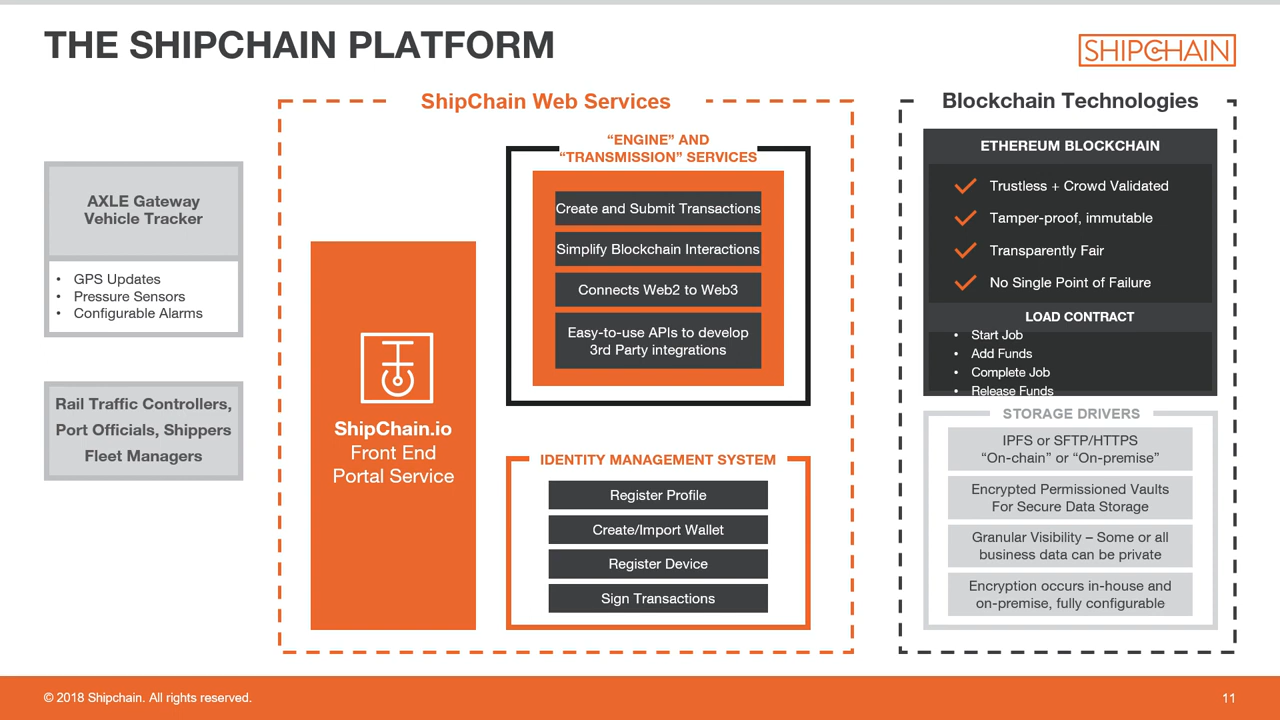 THE SHIPCHAIN PLATFORM
SHIPCHAIN
AXLE Gateway
Vehicle Tracker
• GPS Updates
• Pressure Sensors
• Configurable Alarms
Rail Traffic Controllers,
Port Officials, Shippers
Fleet Managers
ShipChain Web Services
ShipChain.io
Front End
Portal Service
“ENGINE” AND
“TRANSMISSION” SERVICES
Create and Submit Transactions
Simplify Blockchain Interactions
Connects Web2 to Web3
Easy-to-use APIs to develop
3rd Party integrations
IDENTITY MANAGEMENT SYSTEM
Register Profile
Create/Import Wallet
Register Device
Sign Transactions
Blockchain Technologies
ETHEREUM BLOCKCHAIN
Trustless + Crowd Validated
Tamper-proof, immutable
Transparently Fair
No Single Point of Failure
LOAD CONTRACT
• Start Job
• Add Funds
• Complete Job
• Release Funds
STORAGE DRIVERS
IPFS or SFTP/HTTPS
“On-chain” or “On-premise”
Encrypted Permissioned Vaults
For Secure Data Storage
Granular Visibility – Some or all
business data can be private
Encryption occurs in-house and
on-premise, fully configurable
© 2018 Shipchain. All rights reserved.
11